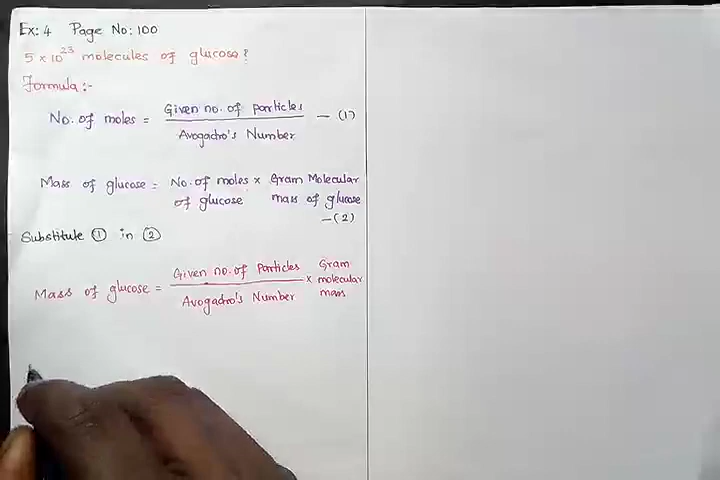 Ex: 4 Page No: 100
5 × 10²³ molecules of glucose?
Formula:-
No. of moles = Given no. of particles / Avogadro's Number — (1)
Mass of glucose = No. of moles of glucose × Gram Molecular mass of glucose — (2)
Substitute ① in ②
Mass of glucose = Given no. of Particles / Avogadro's Number × Gram molecular mass